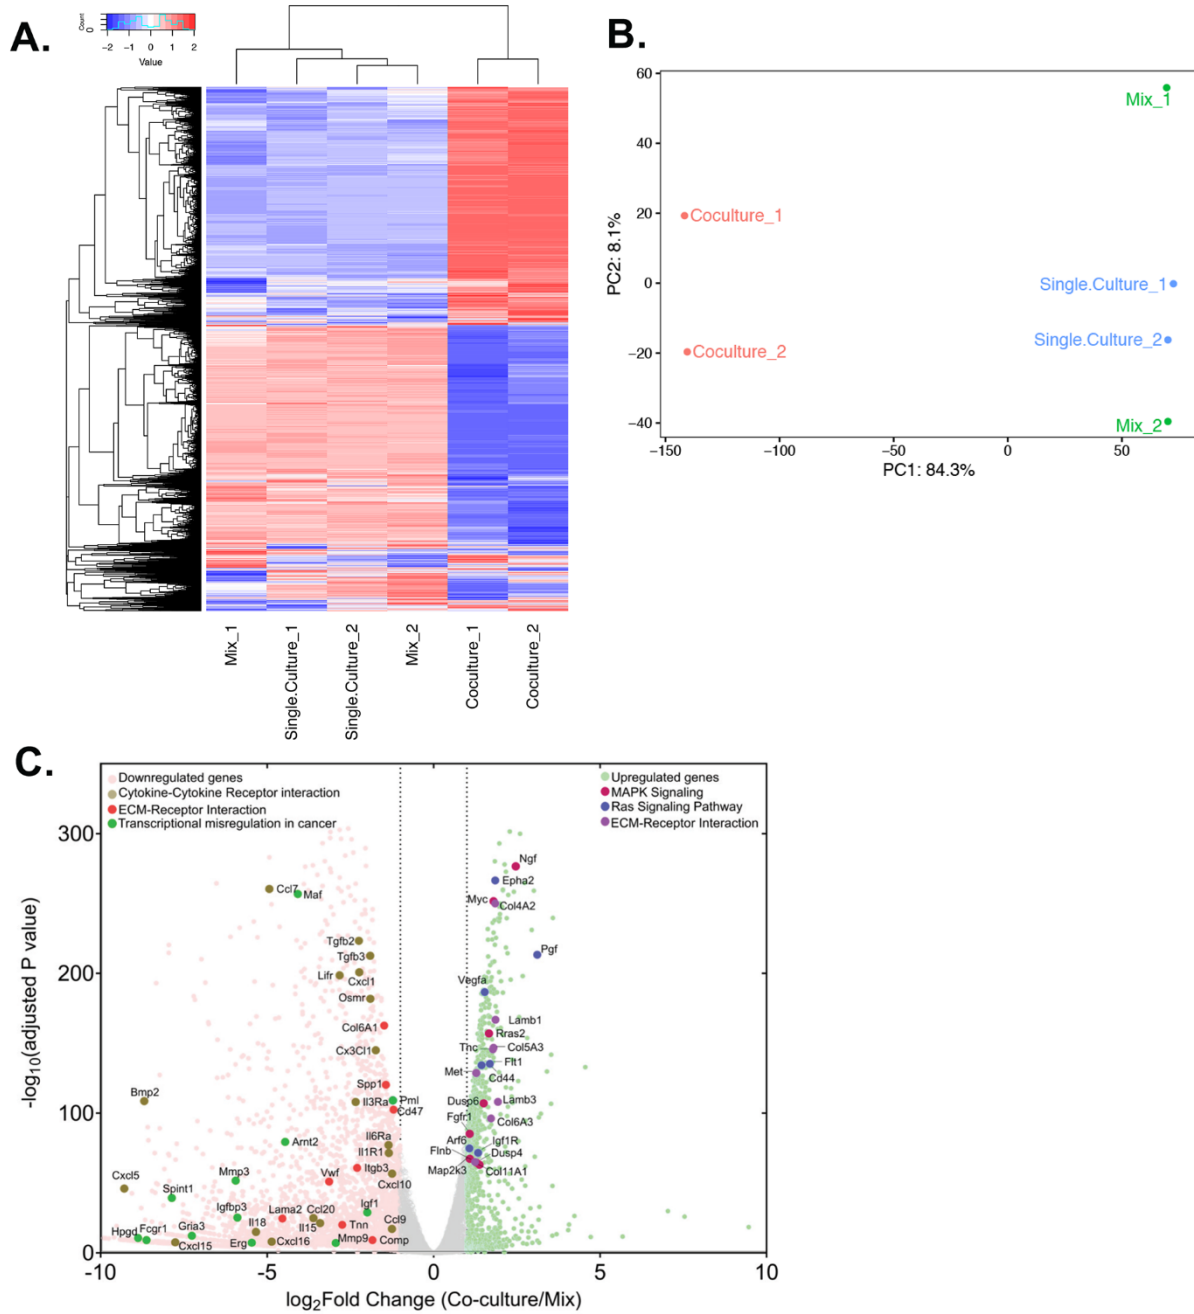 A.
Count
0
−2 −1 0 1 2
Value
Mix_1
Single.Culture_1
Single.Culture_2
Mix_2
Coculture_1
Coculture_2
B.
60
40
20
0
−20
−40
PC2: 8.1%
Mix_1
Coculture_1
Single.Culture_1
Single.Culture_2
Coculture_2
Mix_2
−150 −100 −50 0 50
PC1: 84.3%
C.
Downregulated genes
Cytokine-Cytokine Receptor interaction
ECM-Receptor Interaction
Transcriptional misregulation in cancer
Upregulated genes
MAPK Signaling
Ras Signaling Pathway
ECM-Receptor Interaction
300
200
100
0
-log10(adjusted P value)
Ccl7
Maf
Tgfb2
Tgfb3
Lifr
Cxcl1
Osmr
Col6A1
Cx3Cl1
Spp1
Bmp2
Il3Ra
Pml
Cd47
Arnt2
Il6Ra
Il1R1
Cxcl5
Mmp3
Vwf
Itgb3
Cxcl10
Spint1
Igfbp3
Lama2
Ccl20
Igf1
Ccl9
Hpgd
Fcgr1
Gria3
Il18
Il15
Tnn
Cxcl15
Erg
Cxcl16
Mmp9
Comp
Ngf
Epha2
Myc
Col4A2
Pgf
Vegfa
Lamb1
Rras2
Thc
Col5A3
Met
Flt1
Cd44
Dusp6
Lamb3
Fgfr1
Col6A3
Arf6
Igf1R
Flnb
Dusp4
Map2k3
Col11A1
-10 -5 0 5 10
log2Fold Change (Co-culture/Mix)